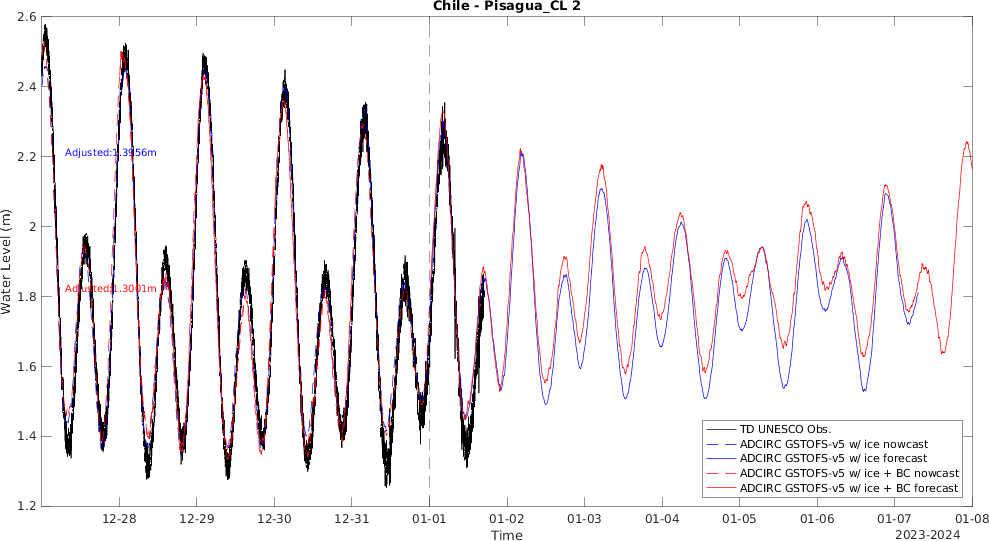 Chile - Pisagua_CL 2
2.6
2.4
2.2
2
1.8
1.6
1.4
1.2
Water Level (m)
Adjusted:1.3956m
Adjusted:1.3001m
TD UNESCO Obs.
ADCIRC GSTOFS-v5 w/ ice nowcast
ADCIRC GSTOFS-v5 w/ ice forecast
ADCIRC GSTOFS-v5 w/ ice + BC nowcast
ADCIRC GSTOFS-v5 w/ ice + BC forecast
12-28 12-29 12-30 12-31 01-01 01-02 01-03 01-04 01-05 01-06 01-07 01-08
Time
2023-2024